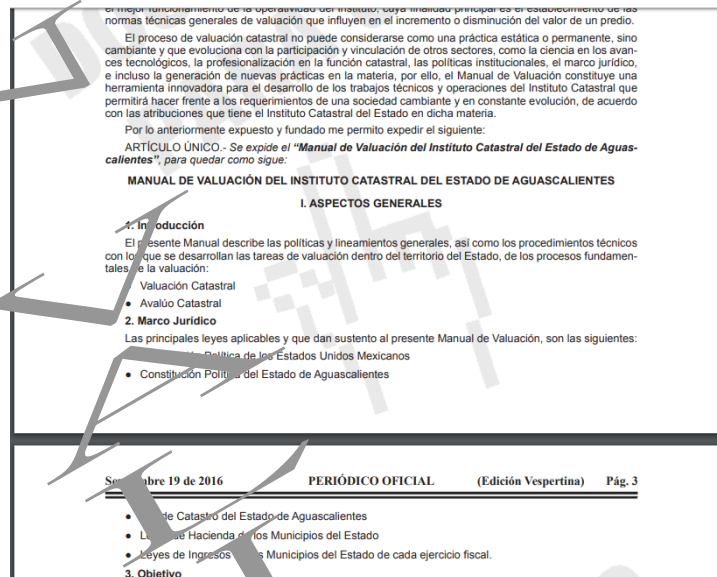 el mejor funcionamiento de la operatividad del Instituto, cuya finalidad principal es el establecimiento de las
normas técnicas generales de valuación que influyen en el incremento o disminución del valor de un predio.
El proceso de valuación catastral no puede considerarse como una práctica estática o permanente, sino
cambiante y que evoluciona con la participación y vinculación de otros sectores, como la ciencia en los avan-
ces tecnológicos, la profesionalización en la función catastral, las políticas institucionales, el marco jurídico,
e incluso la generación de nuevas prácticas en la materia, por ello, el Manual de Valuación constituye una
herramienta innovadora para el desarrollo de los trabajos técnicos y operaciones del Instituto Catastral que
permitirá hacer frente a los requerimientos de una sociedad cambiante y en constante evolución, de acuerdo
con las atribuciones que tiene el Instituto Catastral del Estado en dicha materia.
Por lo anteriormente expuesto y fundado me permito expedir el siguiente:
ARTÍCULO ÚNICO.- Se expide el “Manual de Valuación del Instituto Catastral del Estado de Aguas-
calientes”, para quedar como sigue:
MANUAL DE VALUACIÓN DEL INSTITUTO CATASTRAL DEL ESTADO DE AGUASCALIENTES
I. ASPECTOS GENERALES
1. Introducción
El presente Manual describe las políticas y lineamientos generales, así como los procedimientos técnicos
con los que se desarrollan las tareas de valuación dentro del territorio del Estado, de los procesos fundamen-
tales de la valuación:
Valuación Catastral
● Avalúo Catastral
2. Marco Jurídico
Las principales leyes aplicables y que dan sustento al presente Manual de Valuación, son las siguientes:
Política de los Estados Unidos Mexicanos
● Constitución Política del Estado de Aguascalientes
Septiembre 19 de 2016 PERIÓDICO OFICIAL (Edición Vespertina) Pág. 3
● de Catastro del Estado de Aguascalientes
● Ley de Hacienda de los Municipios del Estado
● Leyes de Ingresos Municipios del Estado de cada ejercicio fiscal.
3. Objetivo